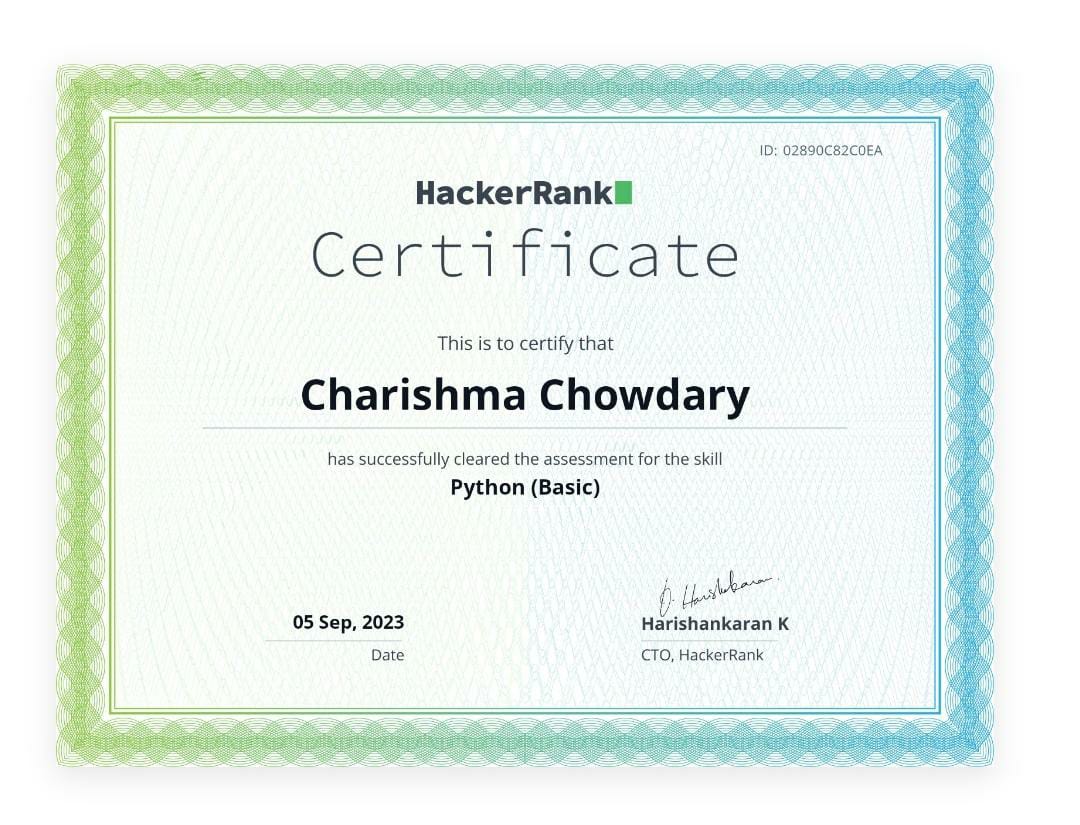 ID: 02890C82C0EA
HackerRank
Certificate
This is to certify that
Charishma Chowdary
has successfully cleared the assessment for the skill
Python (Basic)
05 Sep, 2023
Date
Harishankaran K
CTO, HackerRank